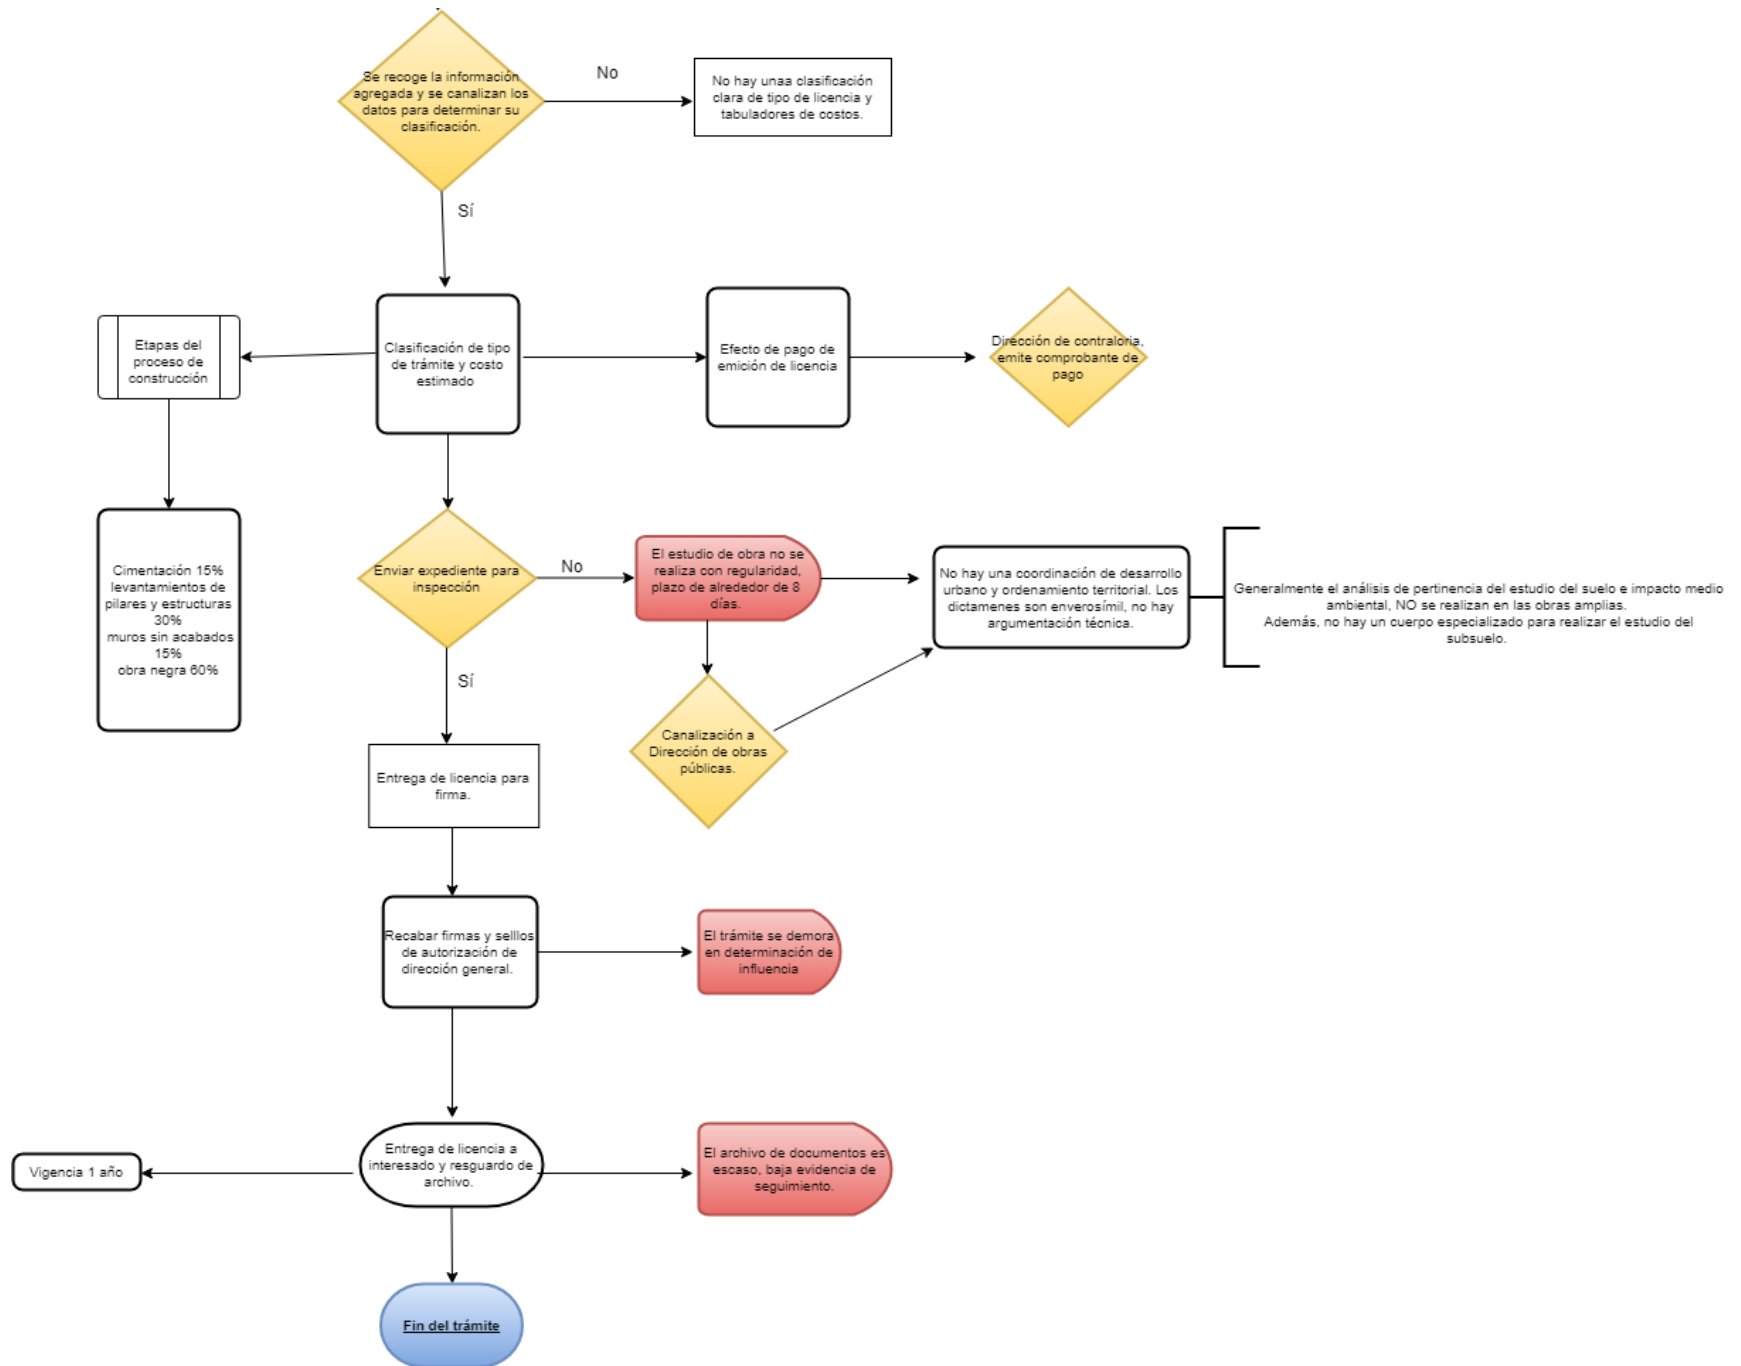 Se recoge la información
agregada y se canalizan los
datos para determinar su
clasificación.
No
No hay unaa clasificación
clara de tipo de licencia y
tabuladores de costos.
Sí
Etapas del
proceso de
construcción
Clasificación de tipo
de trámite y costo
estimado
Efecto de pago de
emición de licencia
Dirección de contraloria,
emite comprobante de
pago
Cimentación 15%
levantamientos de
pilares y estructuras
30%
muros sin acabados
15%
obra negra 60%
Enviar expediente para
inspección
No
El estudio de obra no se
realiza con regularidad,
plazo de alrededor de 8
días.
No hay una coordinación de desarrollo
urbano y ordenamiento territorial. Los
dictamenes son enverosímil, no hay
argumentación técnica.
Generalmente el análisis de pertinencia del estudio del suelo e impacto medio
ambiental, NO se realizan en las obras amplias.
Además, no hay un cuerpo especializado para realizar el estudio del
subsuelo.
Sí
Canalización a
Dirección de obras
públicas.
Entrega de licencia para
firma.
Recabar firmas y selllos
de autorización de
dirección general.
El trámite se demora
en determinación de
influencia
Vigencia 1 año
Entrega de licencia a
interesado y resguardo de
archivo.
El archivo de documentos es
escaso, baja evidencia de
seguimiento.
Fin del trámite